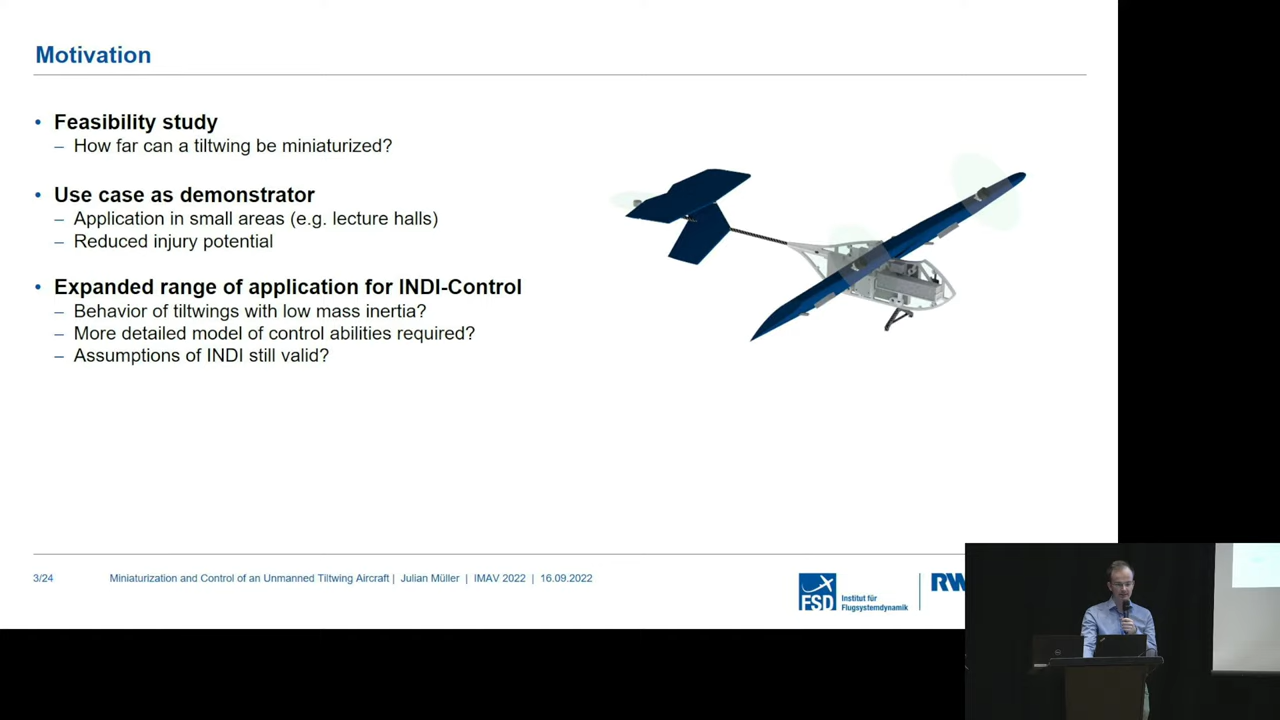 Motivation
• Feasibility study
– How far can a tiltwing be miniaturized?
• Use case as demonstrator
– Application in small areas (e.g. lecture halls)
– Reduced injury potential
• Expanded range of application for INDI-Control
– Behavior of tiltwings with low mass inertia?
– More detailed model of control abilities required?
– Assumptions of INDI still valid?
3/24 Miniaturization and Control of an Unmanned Tiltwing Aircraft | Julian Müller | IMAV 2022 | 16.09.2022
FSD
Institut für
Flugsystemdynamik
RW